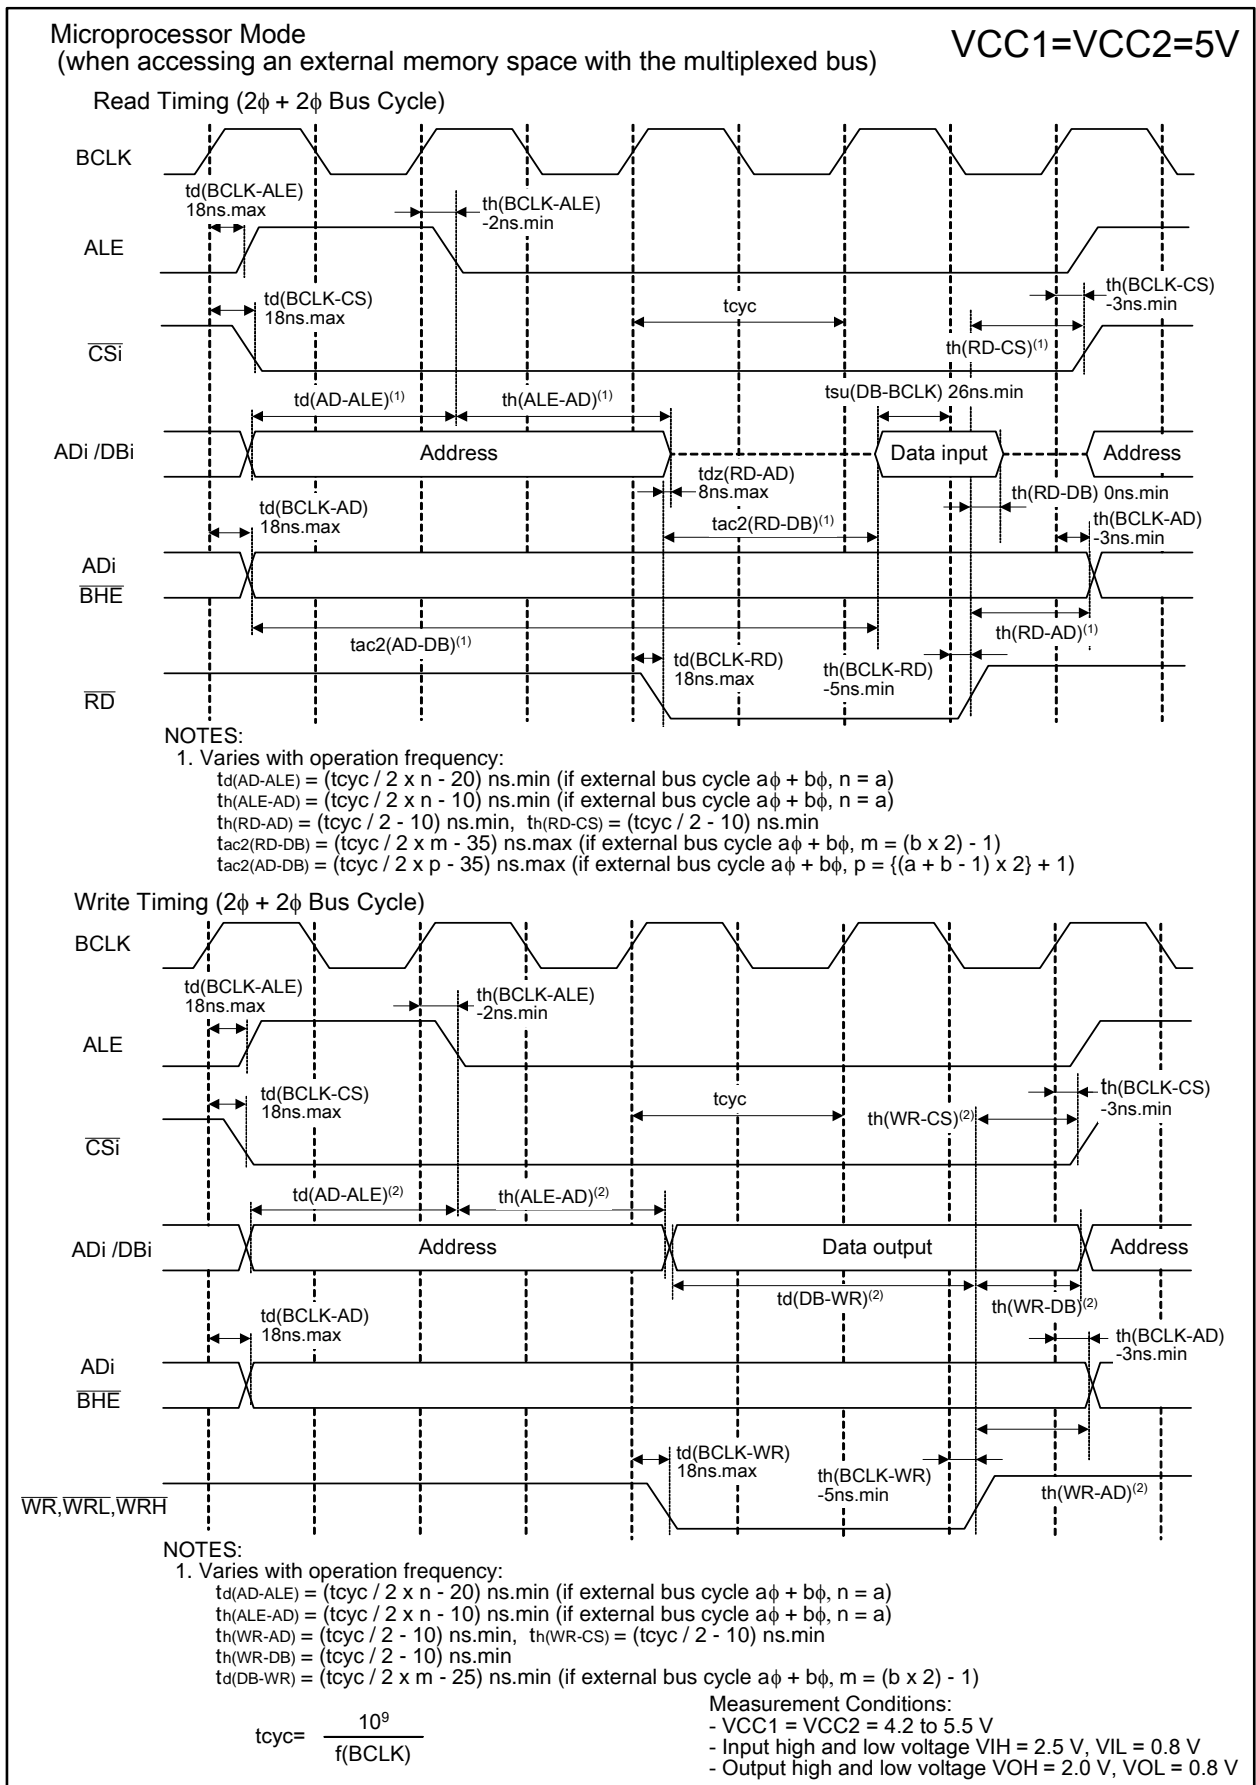 Microprocessor Mode
(when accessing an external memory space with the multiplexed bus)
VCC1=VCC2=5V
Read Timing (2ϕ + 2ϕ Bus Cycle)
BCLK
td(BCLK-ALE)
18ns.max
th(BCLK-ALE)
-2ns.min
ALE
td(BCLK-CS)
18ns.max
tcyc
th(BCLK-CS)
-3ns.min
CSi
th(RD-CS)(1)
td(AD-ALE)(1)
th(ALE-AD)(1)
tsu(DB-BCLK) 26ns.min
ADi /DBi
Address
Data input
Address
tdz(RD-AD)
8ns.max
th(RD-DB) 0ns.min
td(BCLK-AD)
18ns.max
tac2(RD-DB)(1)
th(BCLK-AD)
-3ns.min
ADi
BHE
tac2(AD-DB)(1)
th(RD-AD)(1)
td(BCLK-RD)
18ns.max
th(BCLK-RD)
-5ns.min
RD
NOTES:
1. Varies with operation frequency:
td(AD-ALE) = (tcyc / 2 x n - 20) ns.min (if external bus cycle aϕ + bϕ, n = a)
th(ALE-AD) = (tcyc / 2 x n - 10) ns.min (if external bus cycle aϕ + bϕ, n = a)
th(RD-AD) = (tcyc / 2 - 10) ns.min, th(RD-CS) = (tcyc / 2 - 10) ns.min
tac2(RD-DB) = (tcyc / 2 x m - 35) ns.max (if external bus cycle aϕ + bϕ, m = (b x 2) - 1)
tac2(AD-DB) = (tcyc / 2 x p - 35) ns.max (if external bus cycle aϕ + bϕ, p = {(a + b - 1) x 2} + 1)
Write Timing (2ϕ + 2ϕ Bus Cycle)
BCLK
td(BCLK-ALE)
18ns.max
th(BCLK-ALE)
-2ns.min
ALE
td(BCLK-CS)
18ns.max
tcyc
th(BCLK-CS)
-3ns.min
th(WR-CS)(2)
CSi
td(AD-ALE)(2)
th(ALE-AD)(2)
ADi /DBi
Address
Data output
Address
td(DB-WR)(2)
th(WR-DB)(2)
td(BCLK-AD)
18ns.max
th(BCLK-AD)
-3ns.min
ADi
BHE
td(BCLK-WR)
18ns.max
th(BCLK-WR)
-5ns.min
th(WR-AD)(2)
WR,WRL,WRH
NOTES:
1. Varies with operation frequency:
td(AD-ALE) = (tcyc / 2 x n - 20) ns.min (if external bus cycle aϕ + bϕ, n = a)
th(ALE-AD) = (tcyc / 2 x n - 10) ns.min (if external bus cycle aϕ + bϕ, n = a)
th(WR-AD) = (tcyc / 2 - 10) ns.min, th(WR-CS) = (tcyc / 2 - 10) ns.min
th(WR-DB) = (tcyc / 2 - 10) ns.min
td(DB-WR) = (tcyc / 2 x m - 25) ns.min (if external bus cycle aϕ + bϕ, m = (b x 2) - 1)
tcyc= 10⁹
f(BCLK)
Measurement Conditions:
- VCC1 = VCC2 = 4.2 to 5.5 V
- Input high and low voltage VIH = 2.5 V, VIL = 0.8 V
- Output high and low voltage VOH = 2.0 V, VOL = 0.8 V